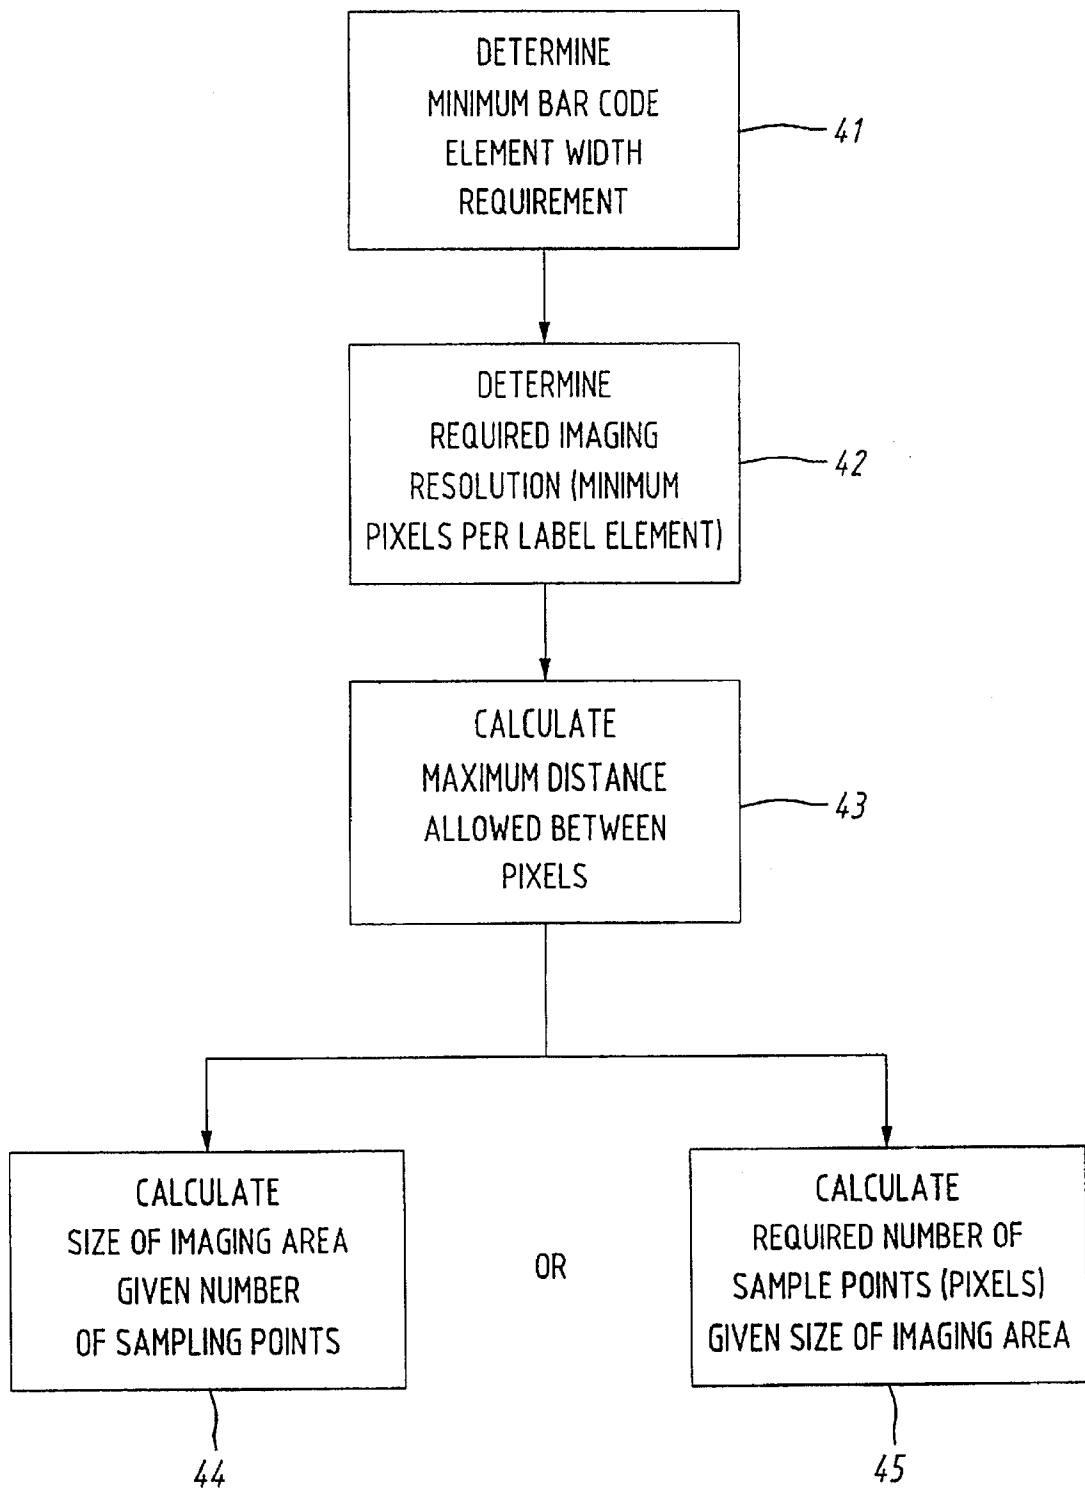 DETERMINE
MINIMUM BAR CODE
ELEMENT WIDTH
REQUIREMENT
41
DETERMINE
REQUIRED IMAGING
RESOLUTION (MINIMUM
PIXELS PER LABEL ELEMENT)
42
CALCULATE
MAXIMUM DISTANCE
ALLOWED BETWEEN
PIXELS
43
CALCULATE
SIZE OF IMAGING AREA
GIVEN NUMBER
OF SAMPLING POINTS
44
OR
CALCULATE
REQUIRED NUMBER OF
SAMPLE POINTS (PIXELS)
GIVEN SIZE OF IMAGING AREA
45